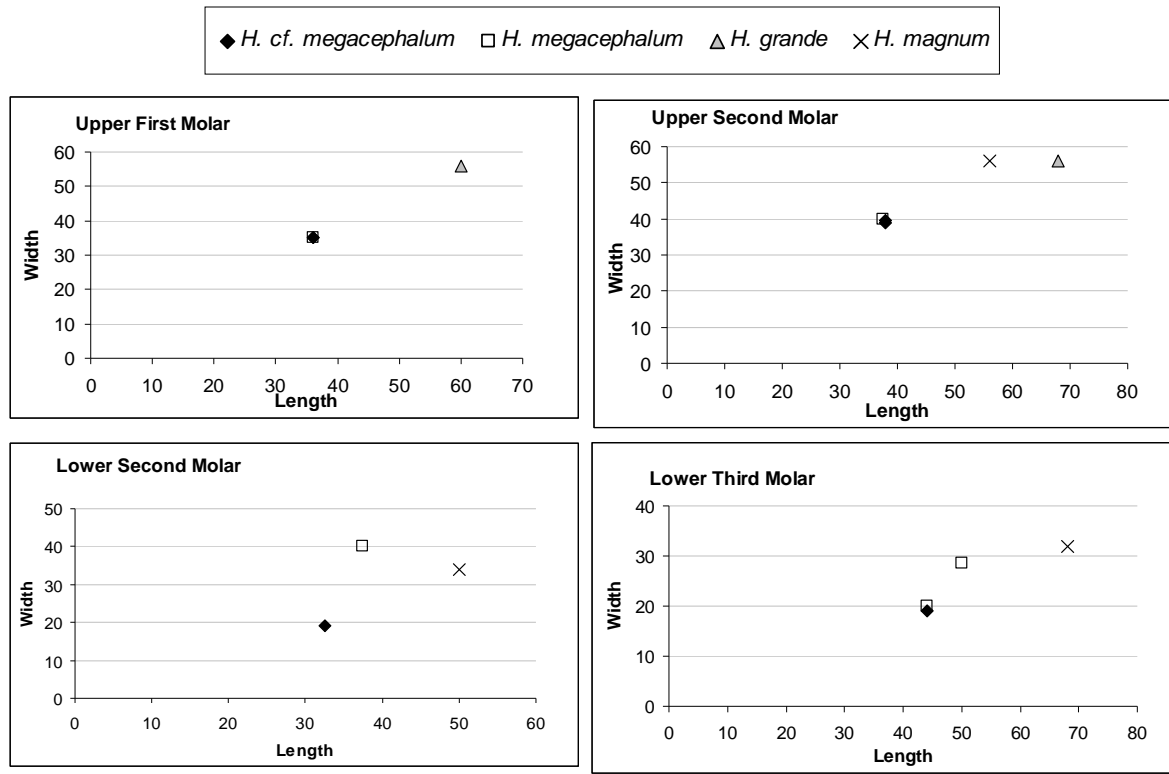 H. cf. megacephalum H. megacephalum H. grande H. magnum
Upper First Molar
60
50
40
30
20
10
0
Width
0 10 20 30 40 50 60 70
Length
Upper Second Molar
60
50
40
30
20
10
0
Width
0 10 20 30 40 50 60 70 80
Length
Lower Second Molar
50
40
30
20
10
0
Width
0 10 20 30 40 50 60
Length
Lower Third Molar
40
30
20
10
0
Width
0 10 20 30 40 50 60 70 80
Length